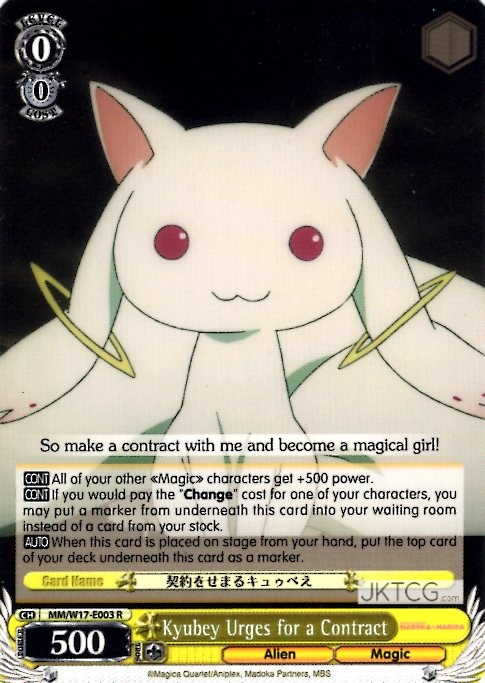 LEVEL
0
0
COST
So make a contract with me and become a magical girl!
CONT All of your other «Magic» characters get +500 power.
CONT If you would pay the "Change" cost for one of your characters, you
may put a marker from underneath this card into your waiting room
instead of a card from your stock.
AUTO When this card is placed on stage from your hand, put the top card
of your deck underneath this card as a marker.
Card Name 契約をせまるキュゥべえ
JKTCG.com
CH MM/W17-E003 R
POWER 500 SOUL Kyubey Urges for a Contract
Alien Magic
©Magica Quartet/Aniplex, Madoka Partners, MBS